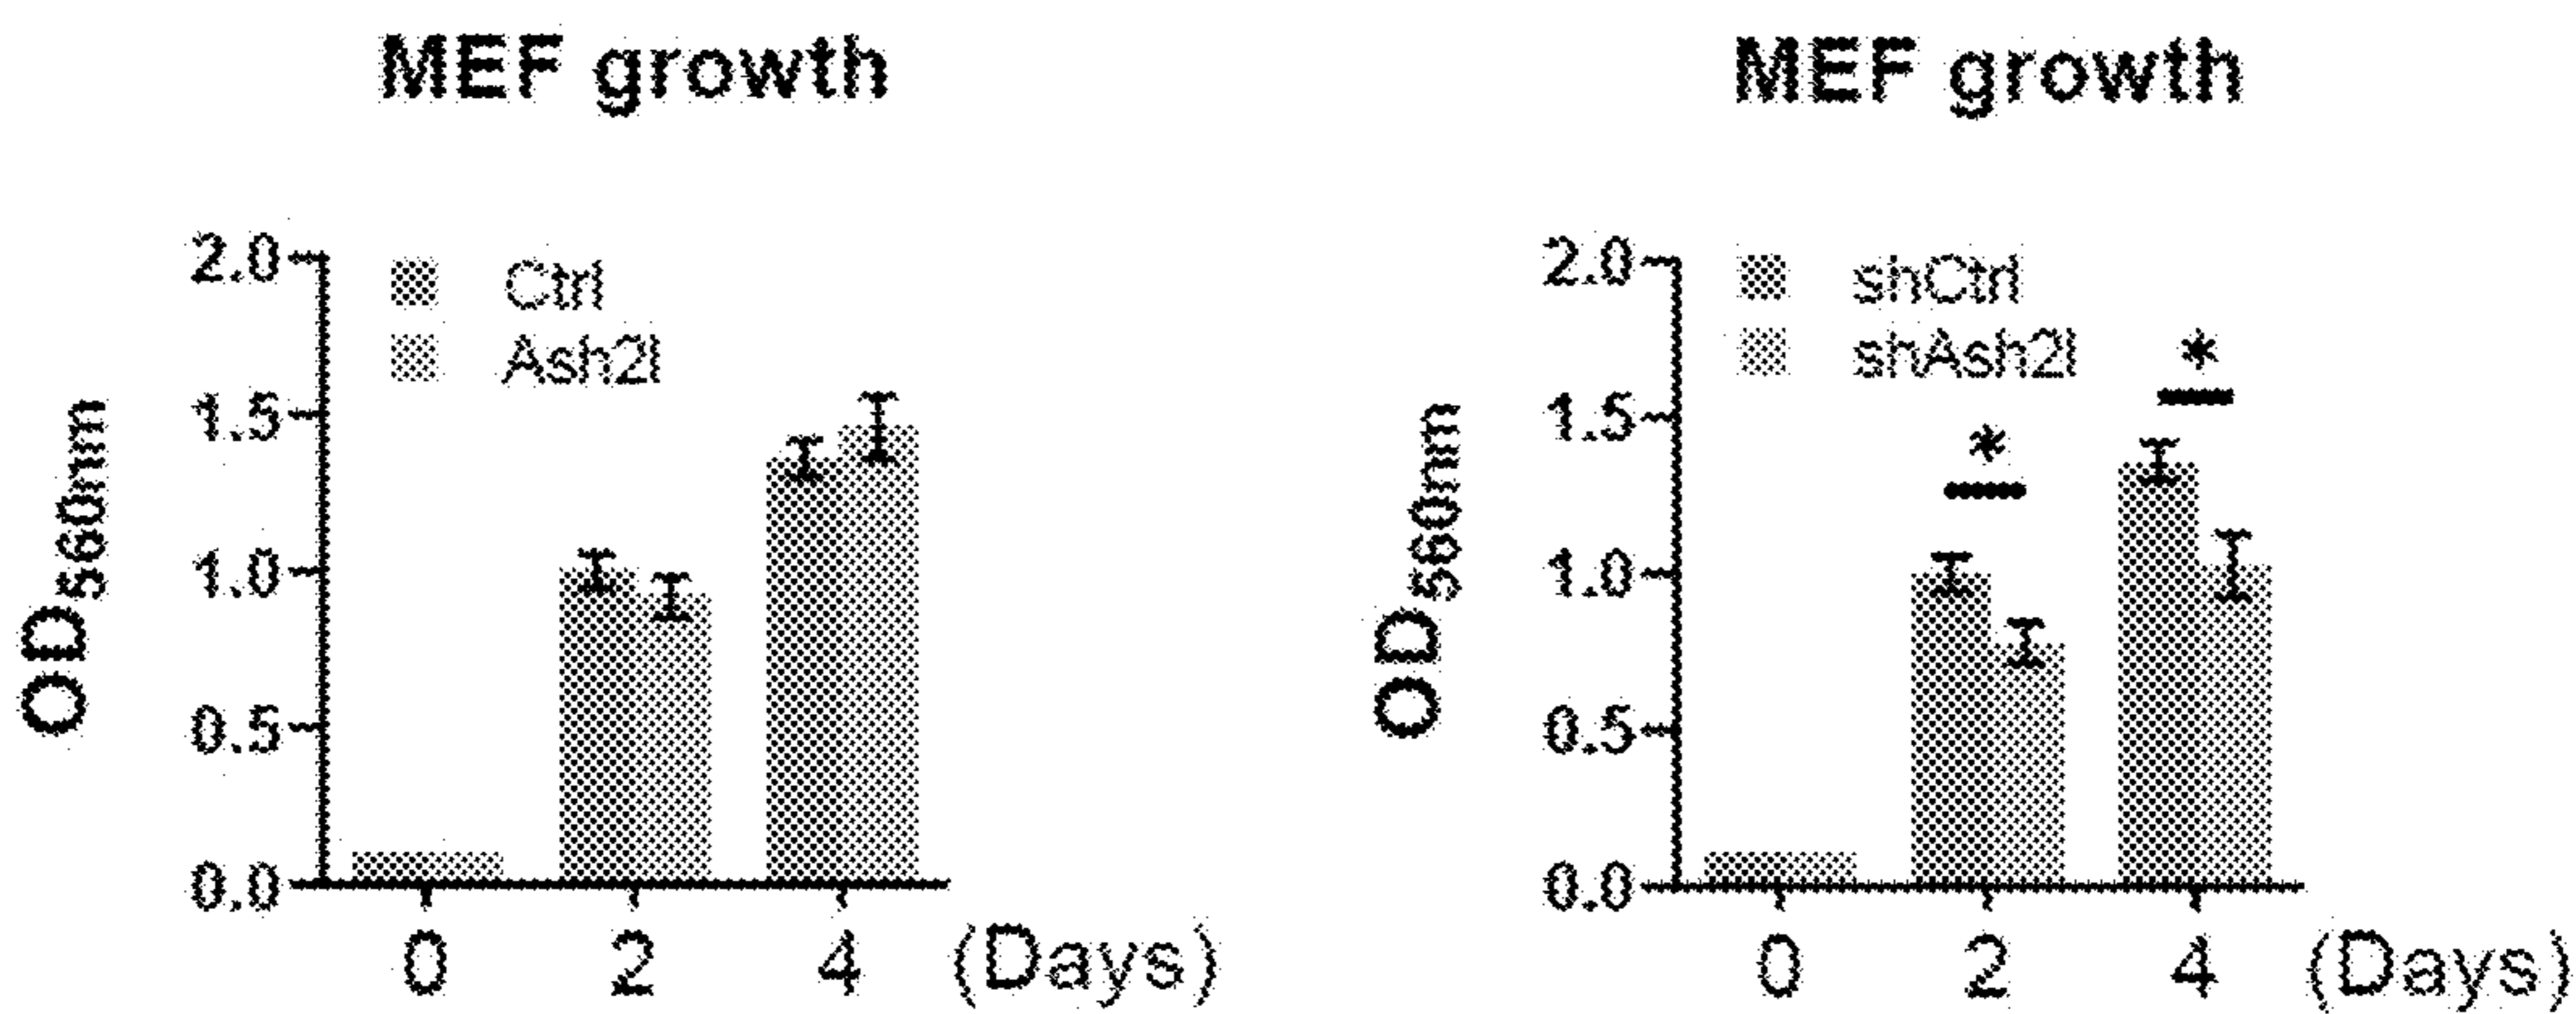 MEF growth
2.0
1.5
1.0
0.5
0.0
OD560nm
Ctrl
Ash2l
0 2 4 (Days)
MEF growth
2.0
1.5
1.0
0.5
0.0
OD560nm
shCtrl
shAsh2l
*
*
0 2 4 (Days)